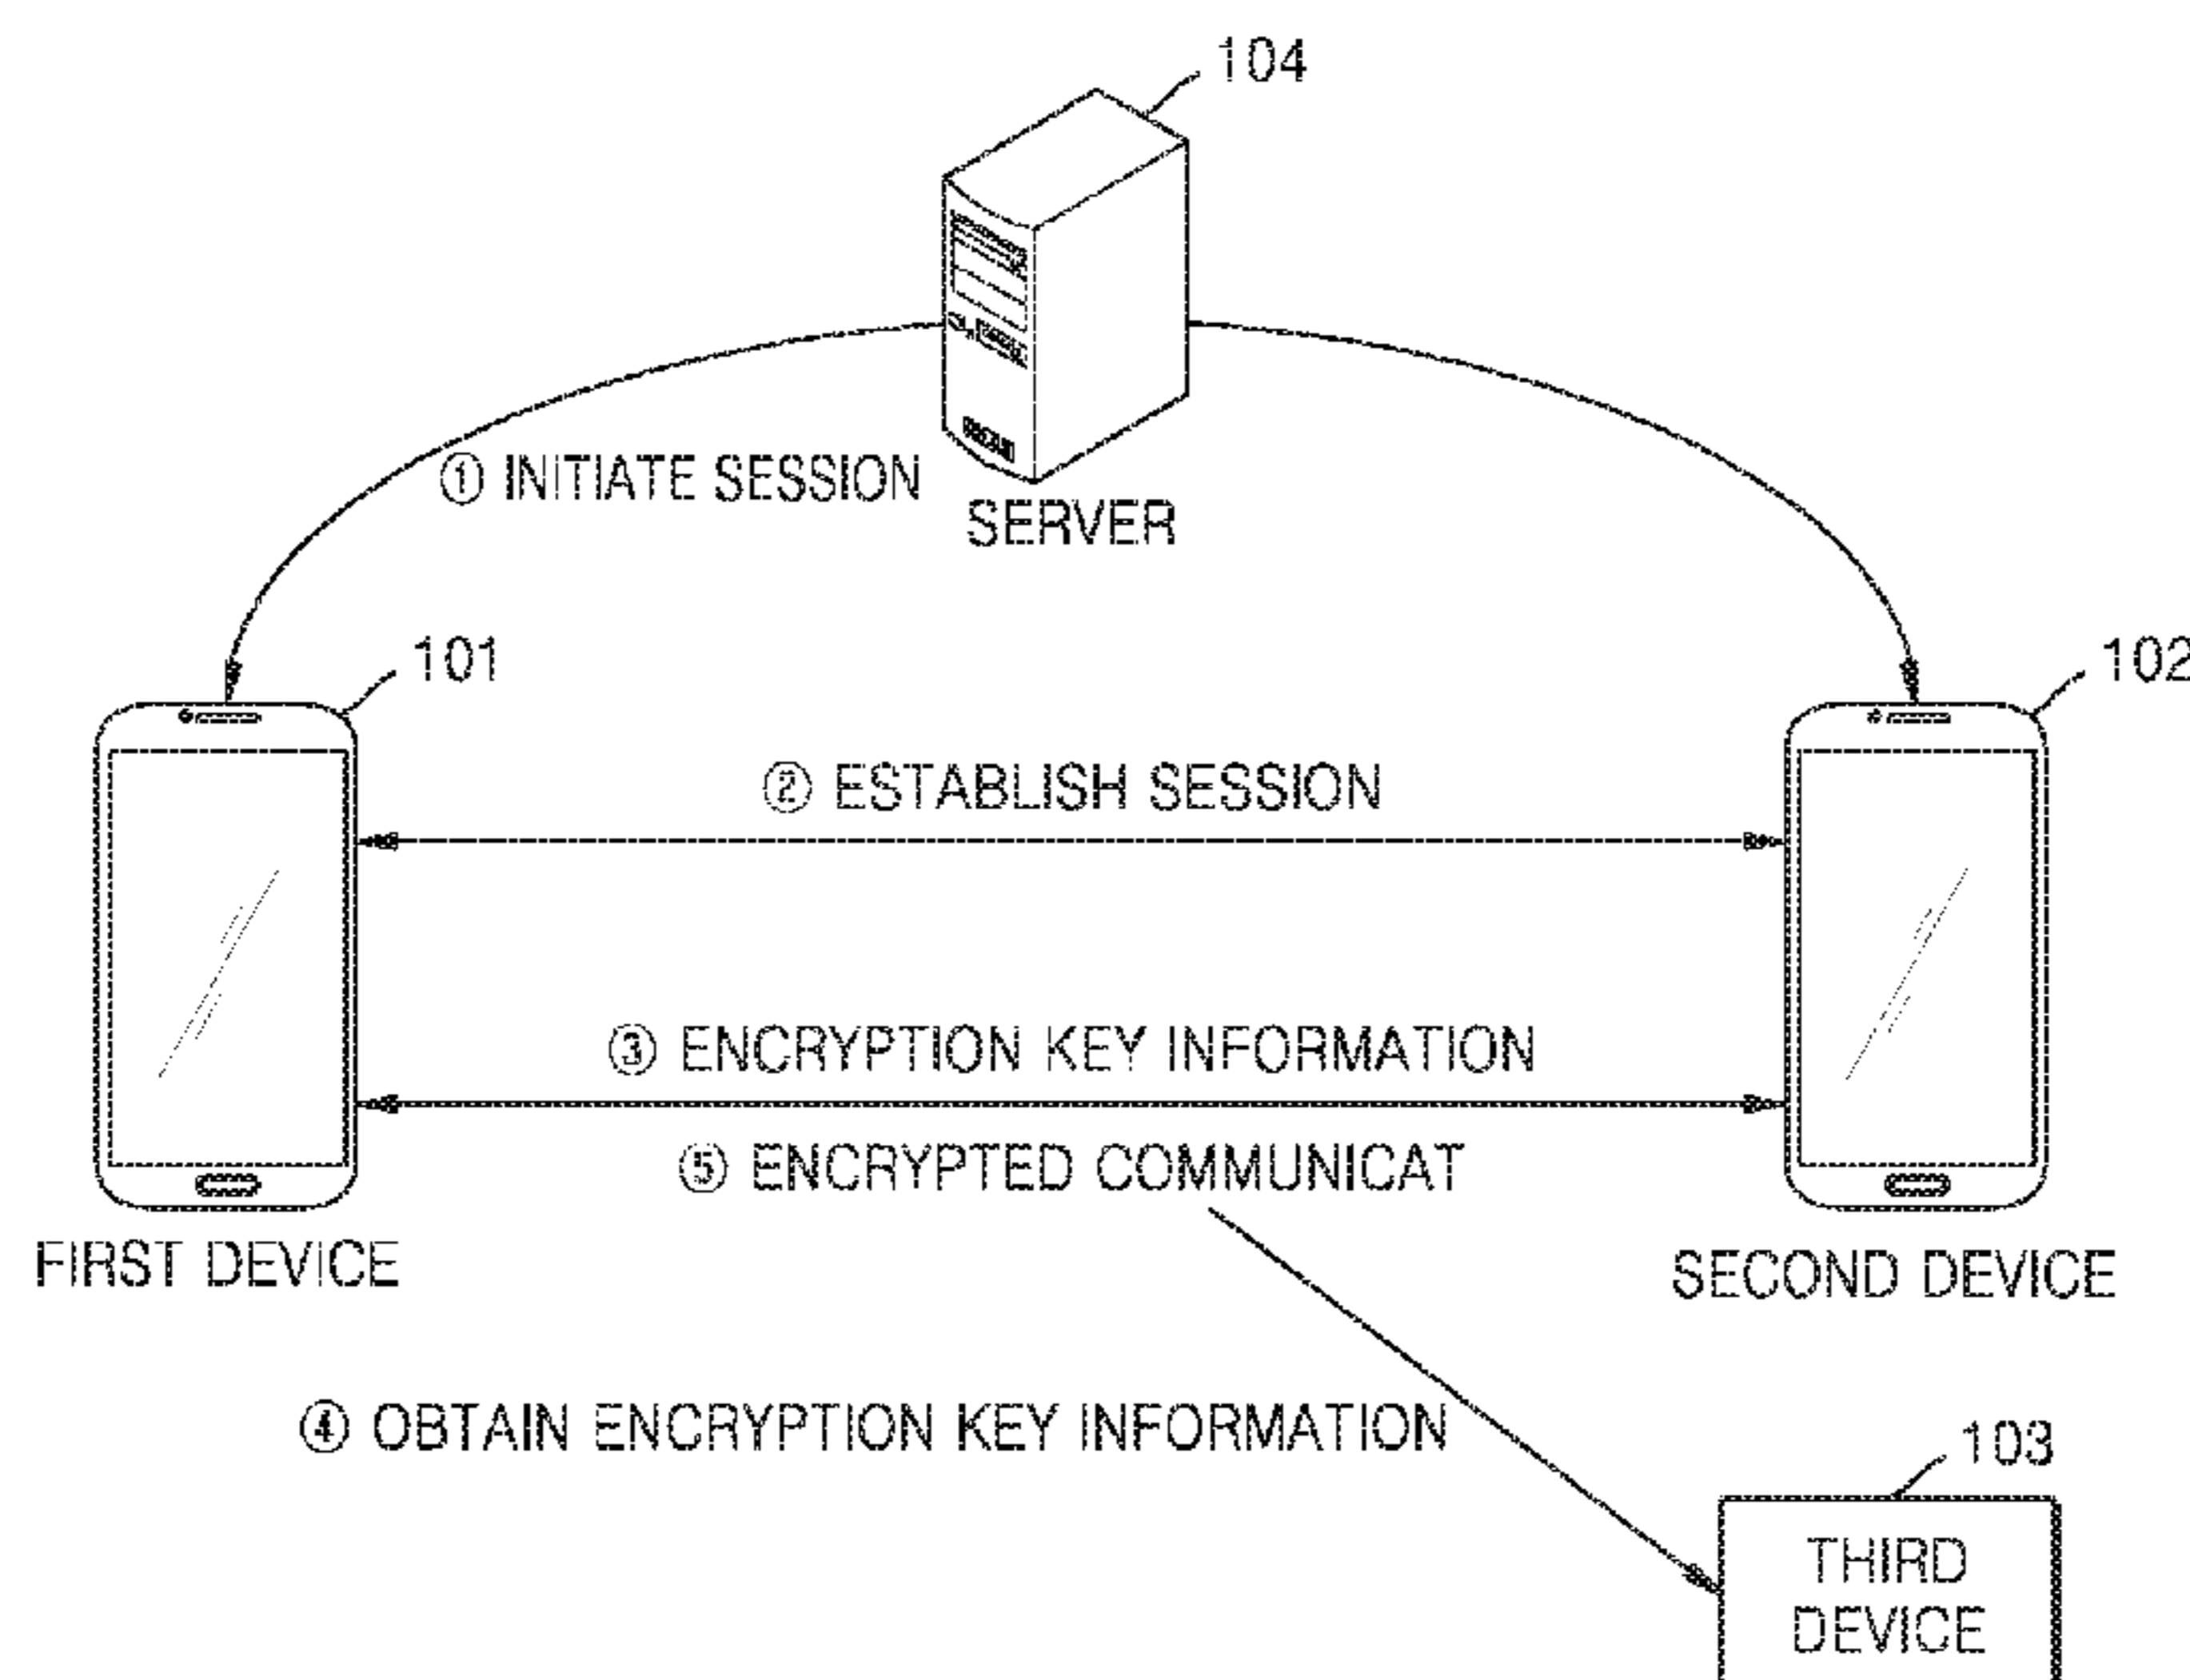 104
① INITIATE SESSION
SERVER
101
102
② ESTABLISH SESSION
③ ENCRYPTION KEY INFORMATION
⑤ ENCRYPTED COMMUNICAT
FIRST DEVICE
SECOND DEVICE
④ OBTAIN ENCRYPTION KEY INFORMATION
103
THIRD
DEVICE